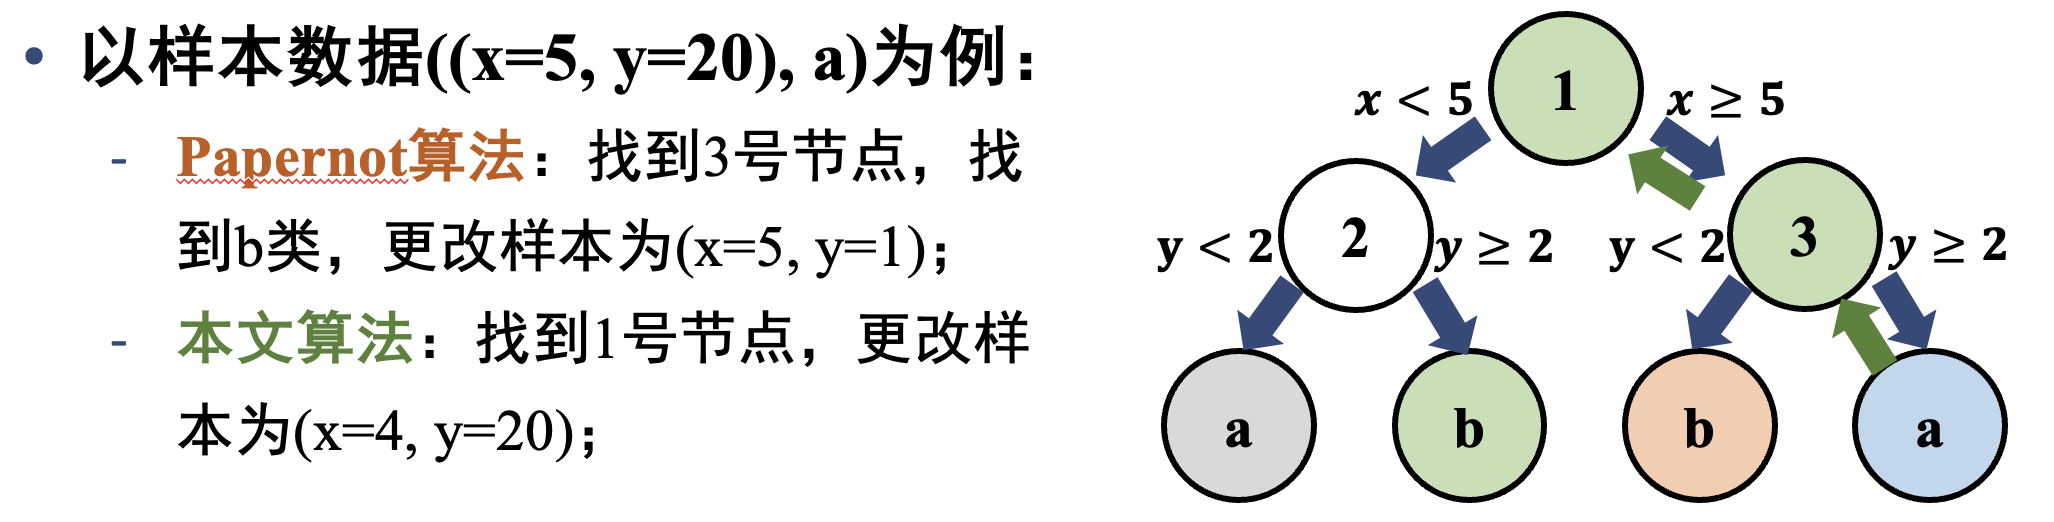 • 以样本数据((x=5, y=20), a)为例：
- Papernot算法：找到3号节点，找
到b类，更改样本为(x=5, y=1)；
- 本文算法：找到1号节点，更改样
本为(x=4, y=20)；
1
x < 5
x ≥ 5
2
3
y < 2
y ≥ 2
y < 2
y ≥ 2
a
b
b
a